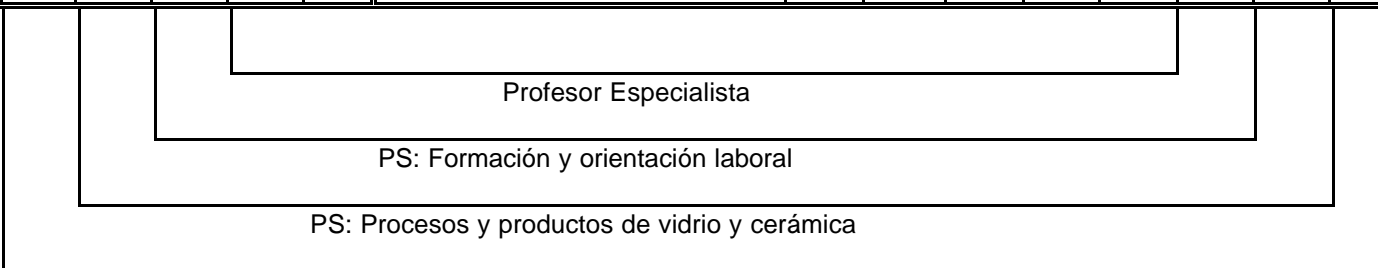 Profesor Especialista
PS: Formación y orientación laboral
PS: Procesos y productos de vidrio y cerámica